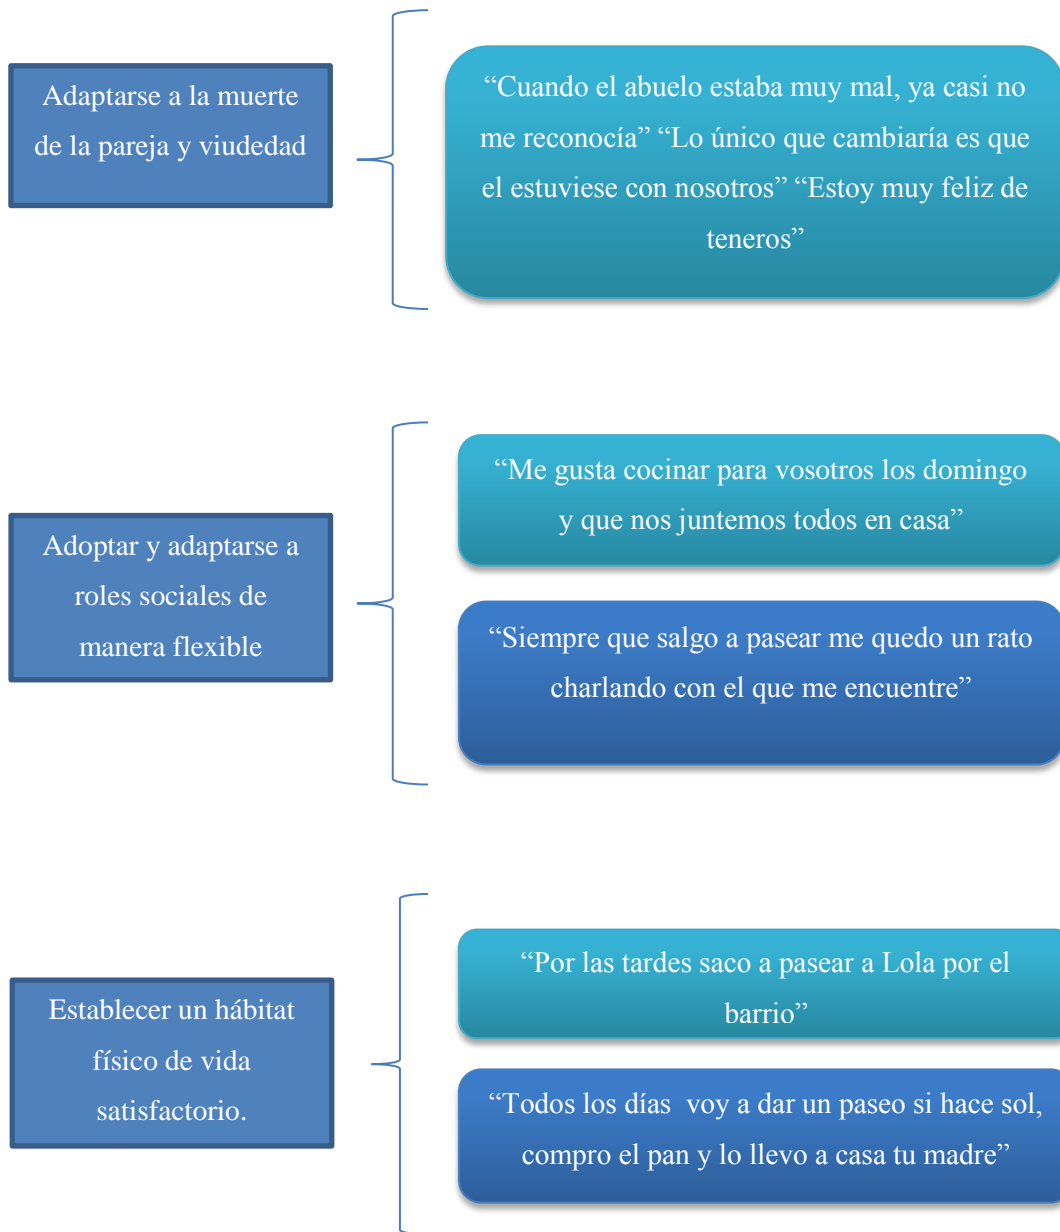 Adaptarse a la muerte
de la pareja y viudedad
“Cuando el abuelo estaba muy mal, ya casi no
me reconocía” “Lo único que cambiaría es que
el estuviese con nosotros” “Estoy muy feliz de
teneros”
Adoptar y adaptarse a
roles sociales de
manera flexible
“Me gusta cocinar para vosotros los domingo
y que nos juntemos todos en casa”
“Siempre que salgo a pasear me quedo un rato
charlando con el que me encuentre”
Establecer un hábitat
físico de vida
satisfactorio.
“Por las tardes saco a pasear a Lola por el
barrio”
“Todos los días  voy a dar un paseo si hace sol,
compro el pan y lo llevo a casa tu madre”